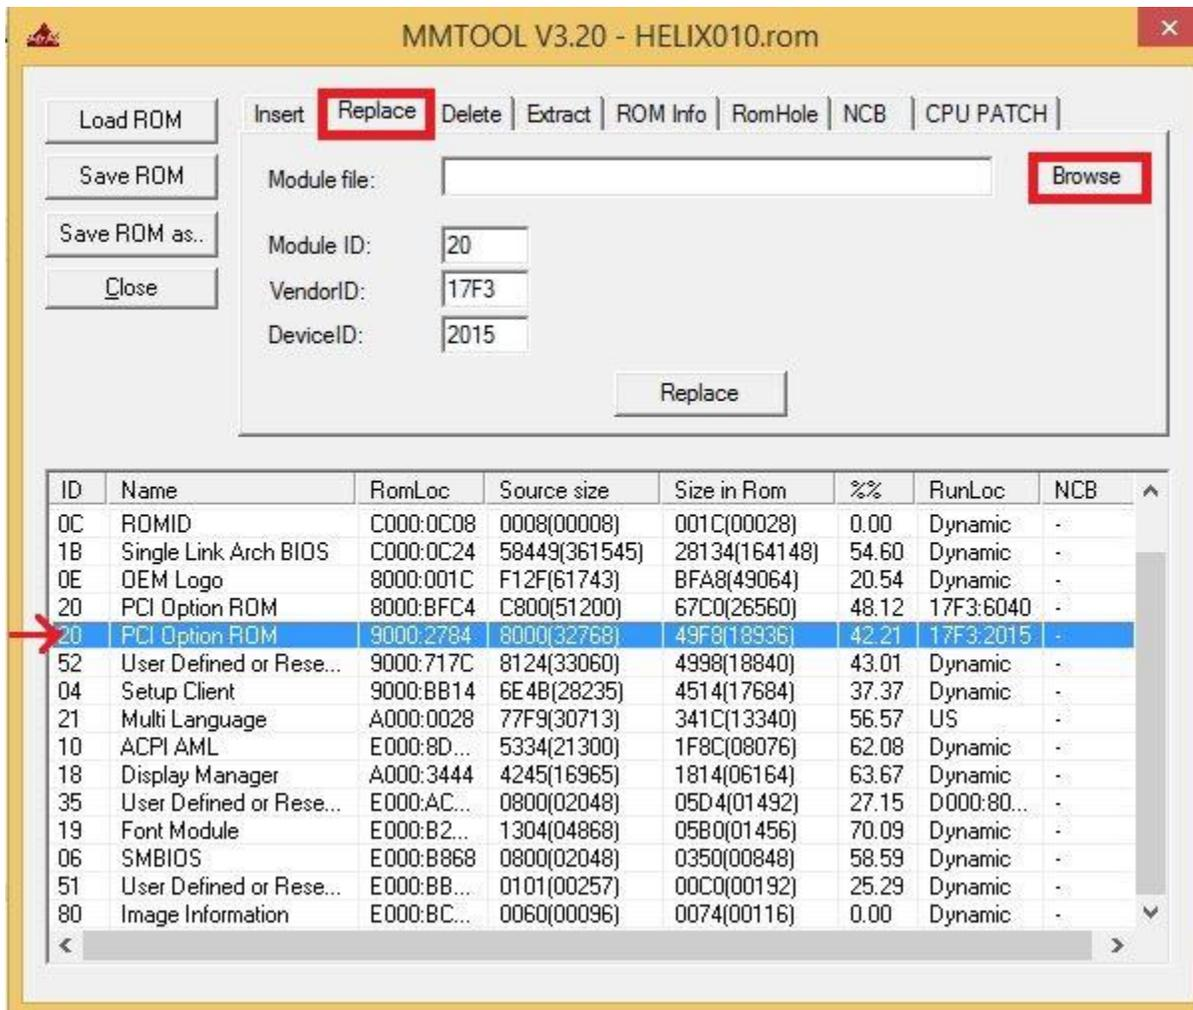 MMTOOL V3.20 - HELIX010.rom
Load ROM
Save ROM
Save ROM as..
Close
Insert Replace Delete Extract ROM Info RomHole NCB CPU PATCH
Module file: Browse
Module ID: 20
VendorID: 17F3
DeviceID: 2015
Replace
ID Name RomLoc Source size Size in Rom %% RunLoc NCB
0C ROMID C000:0C08 0008(00008) 001C(00028) 0.00 Dynamic -
1B Single Link Arch BIOS C000:0C24 58449(361545) 28134(164148) 54.60 Dynamic -
0E OEM Logo 8000:001C F12F(61743) BFA8(49064) 20.54 Dynamic -
20 PCI Option ROM 8000:BFC4 C800(51200) 67C0(26560) 48.12 17F3:6040 -
20 PCI Option ROM 9000:2784 8000(32768) 49F8(18936) 42.21 17F3:2015 -
52 User Defined or Rese... 9000:717C 8124(33060) 4998(18840) 43.01 Dynamic -
04 Setup Client 9000:BB14 6E4B(28235) 4514(17684) 37.37 Dynamic -
21 Multi Language A000:0028 77F9(30713) 341C(13340) 56.57 US -
10 ACPI AML E000:8D... 5334(21300) 1F8C(08076) 62.08 Dynamic -
18 Display Manager A000:3444 4245(16965) 1814(06164) 63.67 Dynamic -
35 User Defined or Rese... E000:AC... 0800(02048) 05D4(01492) 27.15 D000:80... -
19 Font Module E000:B2... 1304(04868) 05B0(01456) 70.09 Dynamic -
06 SMBIOS E000:B868 0800(02048) 0350(00848) 58.59 Dynamic -
51 User Defined or Rese... E000:BB... 0101(00257) 00C0(00192) 25.29 Dynamic -
80 Image Information E000:BC... 0060(00096) 0074(00116) 0.00 Dynamic -